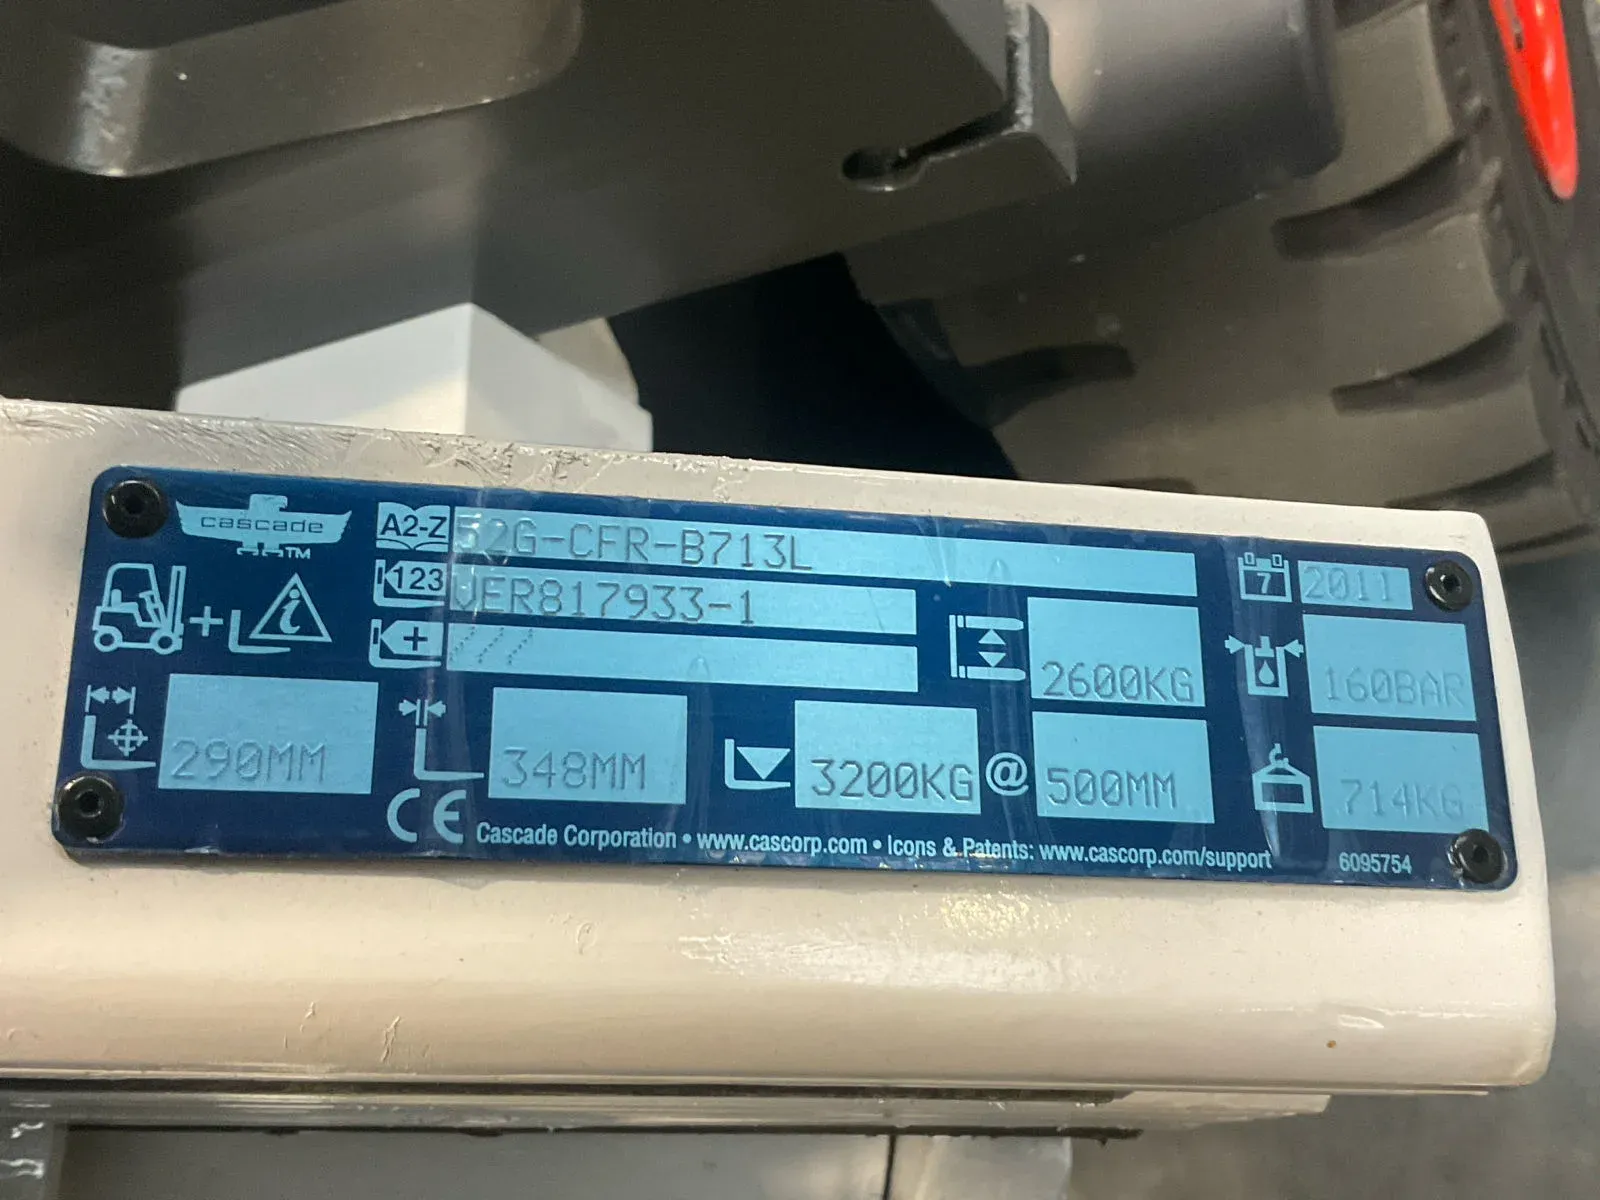 cascade TM
A2-Z 52G-CFR-B713L
2011
123 VER817933-1
+ ///
2600KG
160BAR
290MM
348MM
3200KG @ 500MM
714KG
CE Cascade Corporation • www.cascorp.com • Icons & Patents: www.cascorp.com/support 6095754